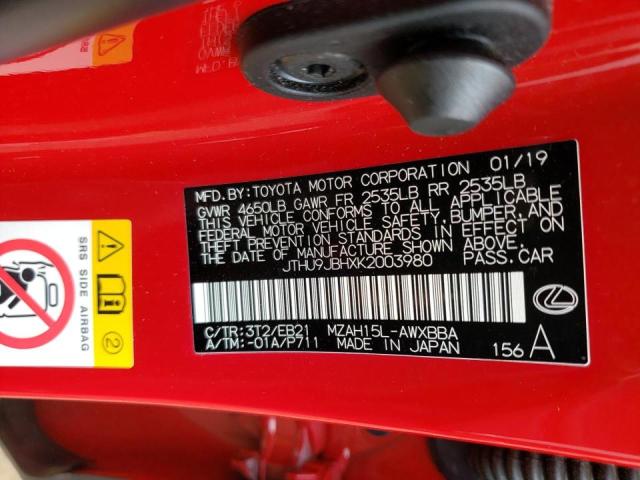 MFD. BY: TOYOTA MOTOR CORPORATION 01/19
GVWR 4650LB GAWR FR 2535LB RR 2535LB
THIS VEHICLE CONFORMS TO ALL APPLICABLE
FEDERAL MOTOR VEHICLE SAFETY, BUMPER, AND
THEFT PREVENTION STANDARDS IN EFFECT ON
THE DATE OF MANUFACTURE SHOWN ABOVE.
JTHU9JBHXK2003980 PASS. CAR
C/TR: 3T2/EB21 MZAH15L-AWXBBA
A/TM: -01A/P711 MADE IN JAPAN 156 A
SRS SIDE AIRBAG
2